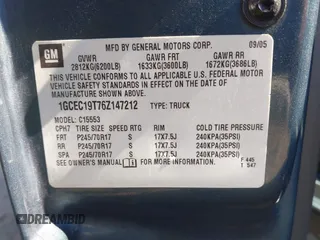 GM
MFD BY GENERAL MOTORS CORP. 09/05
GVWR GAWR FRT GAWR RR
2812KG(6200LB) 1633KG(3600LB) 1672KG(3686LB)
THIS VEHICLE CONFORMS TO ALL APPLICABLE U.S. FEDERAL MOTOR
VEHICLE SAFETY STANDARDS IN EFFECT ON THE DATE OF
MANUFACTURE SHOWN ABOVE.
1GCEC19T76Z147212 TYPE: TRUCK
MODEL: C15553
CPH7 TIRE SIZE SPEED RTG RIM COLD TIRE PRESSURE
FRT P245/70R17 S 17X7.5J 240KPA(35PSI)
RR P245/70R17 S 17X7.5J 240KPA(35PSI)
SPA P245/70R17 S 17X7.5J 240KPA(35PSI)
SEE OWNER'S MANUAL FOR MORE INFORMATION. F 445
T 547
DREAMBID